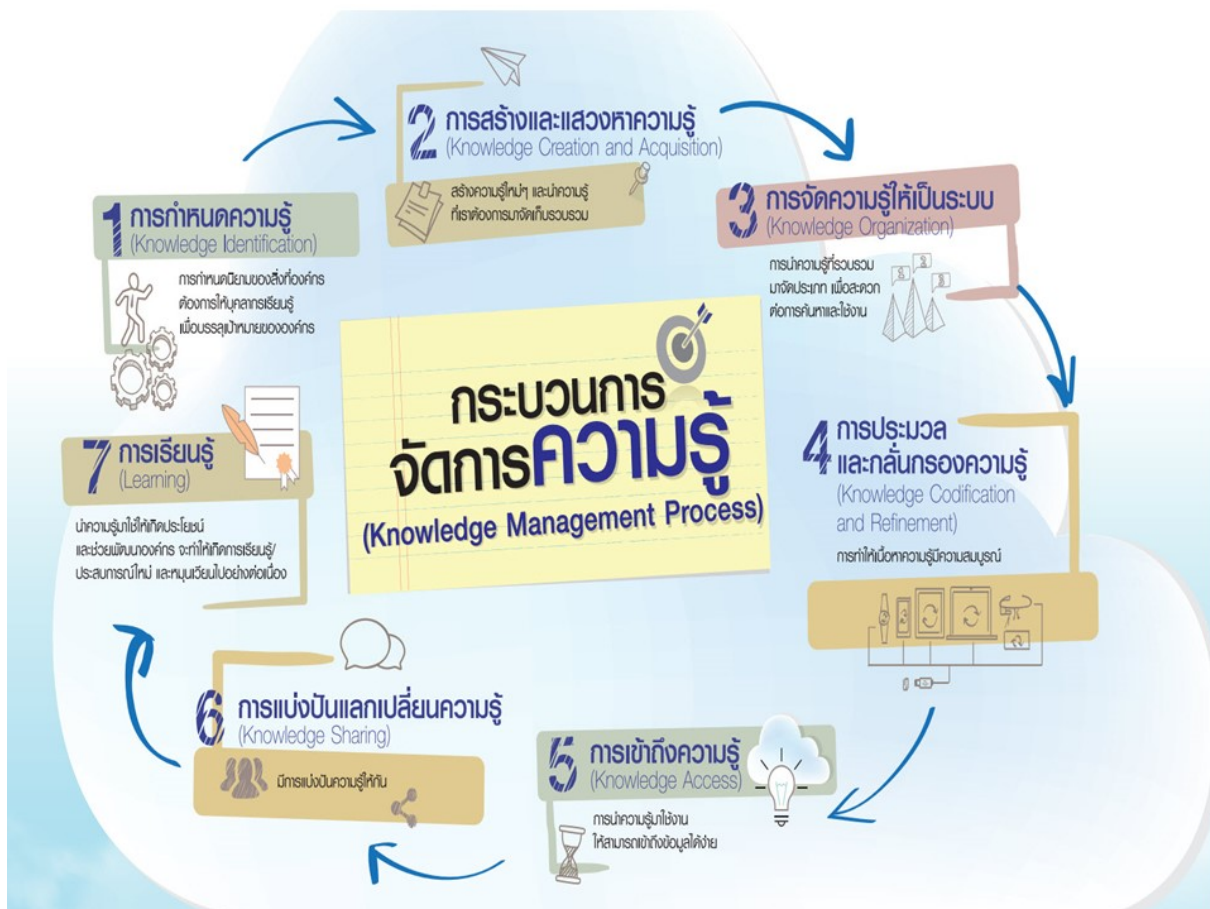 กระบวนการ
จัดการความรู้
(Knowledge Management Process)
1 การกำหนดความรู้
(Knowledge Identification)
การกำหนดนิยามของสิ่งที่องค์กร
ต้องการให้บุคลากรเรียนรู้
เพื่อบรรลุเป้าหมายขององค์กร
2 การสร้างและแสวงหาความรู้
(Knowledge Creation and Acquisition)
สร้างความรู้ใหม่ๆ และนำความรู้
ที่เราต้องการมาจัดเก็บรวบรวม
3 การจัดความรู้ให้เป็นระบบ
(Knowledge Organization)
การนำความรู้ที่รวบรวม
มาจัดประเภท เพื่อสะดวก
ต่อการค้นหาและใช้งาน
4 การประมวล
และกลั่นกรองความรู้
(Knowledge Codification
and Refinement)
การทำให้เนื้อหาความรู้มีความสมบูรณ์
5 การเข้าถึงความรู้
(Knowledge Access)
การนำความรู้มาใช้งาน
ให้สามารถเข้าถึงข้อมูลได้ง่าย
6 การแบ่งปันแลกเปลี่ยนความรู้
(Knowledge Sharing)
มีการแบ่งปันความรู้ให้กัน
7 การเรียนรู้
(Learning)
นำความรู้มาใช้ให้เกิดประโยชน์
และช่วยพัฒนาองค์กร จะทำให้เกิดการเรียนรู้/
ประสบการณ์ใหม่ และหมุนเวียนไปอย่างต่อเนื่อง